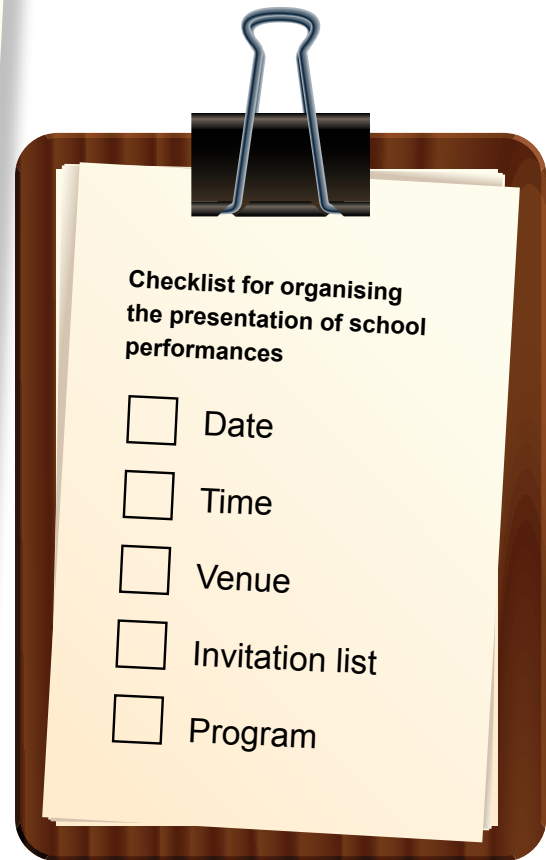 Checklist for organising
the presentation of school
performances
Date
Time
Venue
Invitation list
Program